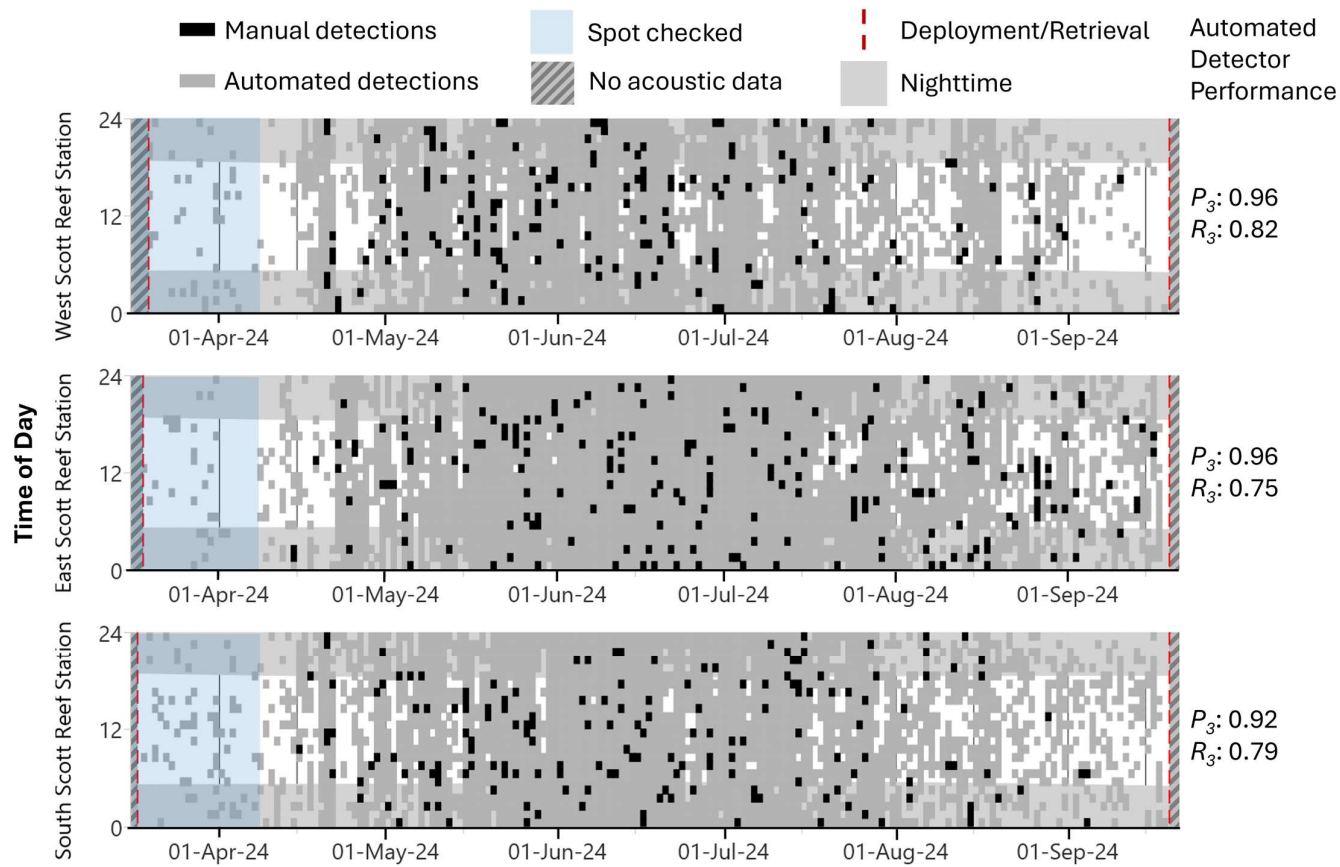 Manual detections
Spot checked
Deployment/Retrieval
Automated detections
No acoustic data
Nighttime
Automated
Detector
Performance
Time of Day
West Scott Reef Station
24
12
0
01-Apr-24 01-May-24 01-Jun-24 01-Jul-24 01-Aug-24 01-Sep-24
P3: 0.96
R3: 0.82
East Scott Reef Station
24
12
0
01-Apr-24 01-May-24 01-Jun-24 01-Jul-24 01-Aug-24 01-Sep-24
P3: 0.96
R3: 0.75
South Scott Reef Station
24
12
0
01-Apr-24 01-May-24 01-Jun-24 01-Jul-24 01-Aug-24 01-Sep-24
P3: 0.92
R3: 0.79